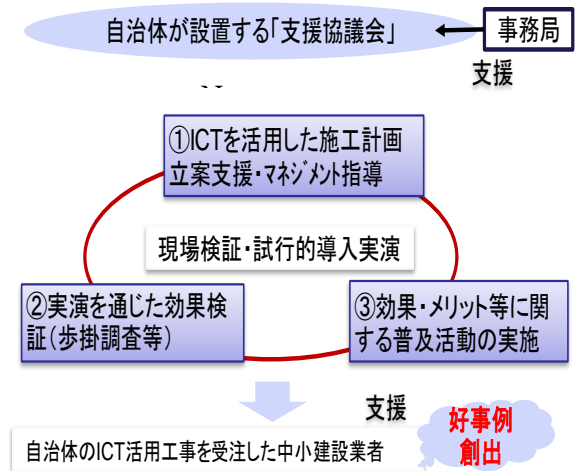 自治体が設置する「支援協議会」
事務局
支援
①ICTを活用した施工計画
立案支援・マネジメント指導
現場検証・試行的導入実演
②実演を通じた効果検
証(歩掛調査等)
③効果・メリット等に関
する普及活動の実施
支援
好事例
創出
自治体のICT活用工事を受注した中小建設業者